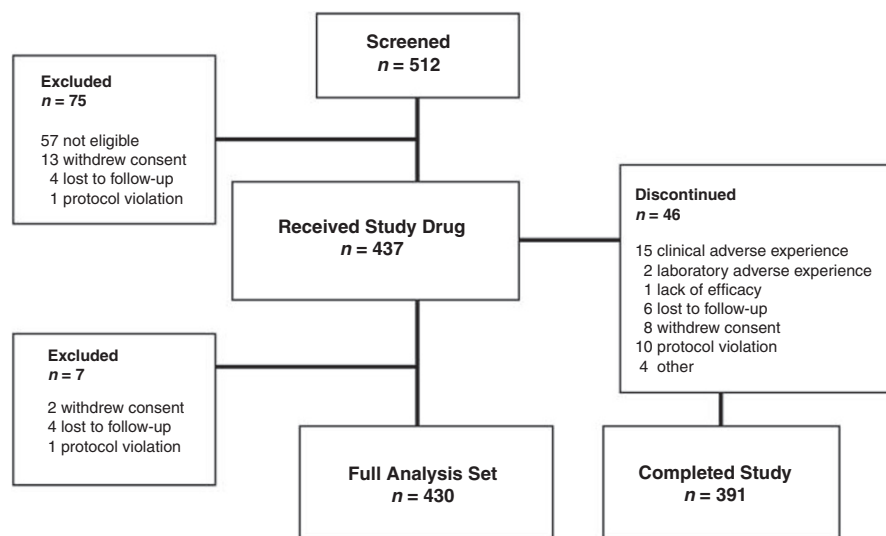 Screened
n = 512
Excluded
n = 75
57 not eligible
13 withdrew consent
4 lost to follow-up
1 protocol violation
Received Study Drug
n = 437
Discontinued
n = 46
15 clinical adverse experience
2 laboratory adverse experience
1 lack of efficacy
6 lost to follow-up
8 withdrew consent
10 protocol violation
4 other
Excluded
n = 7
2 withdrew consent
4 lost to follow-up
1 protocol violation
Full Analysis Set
n = 430
Completed Study
n = 391